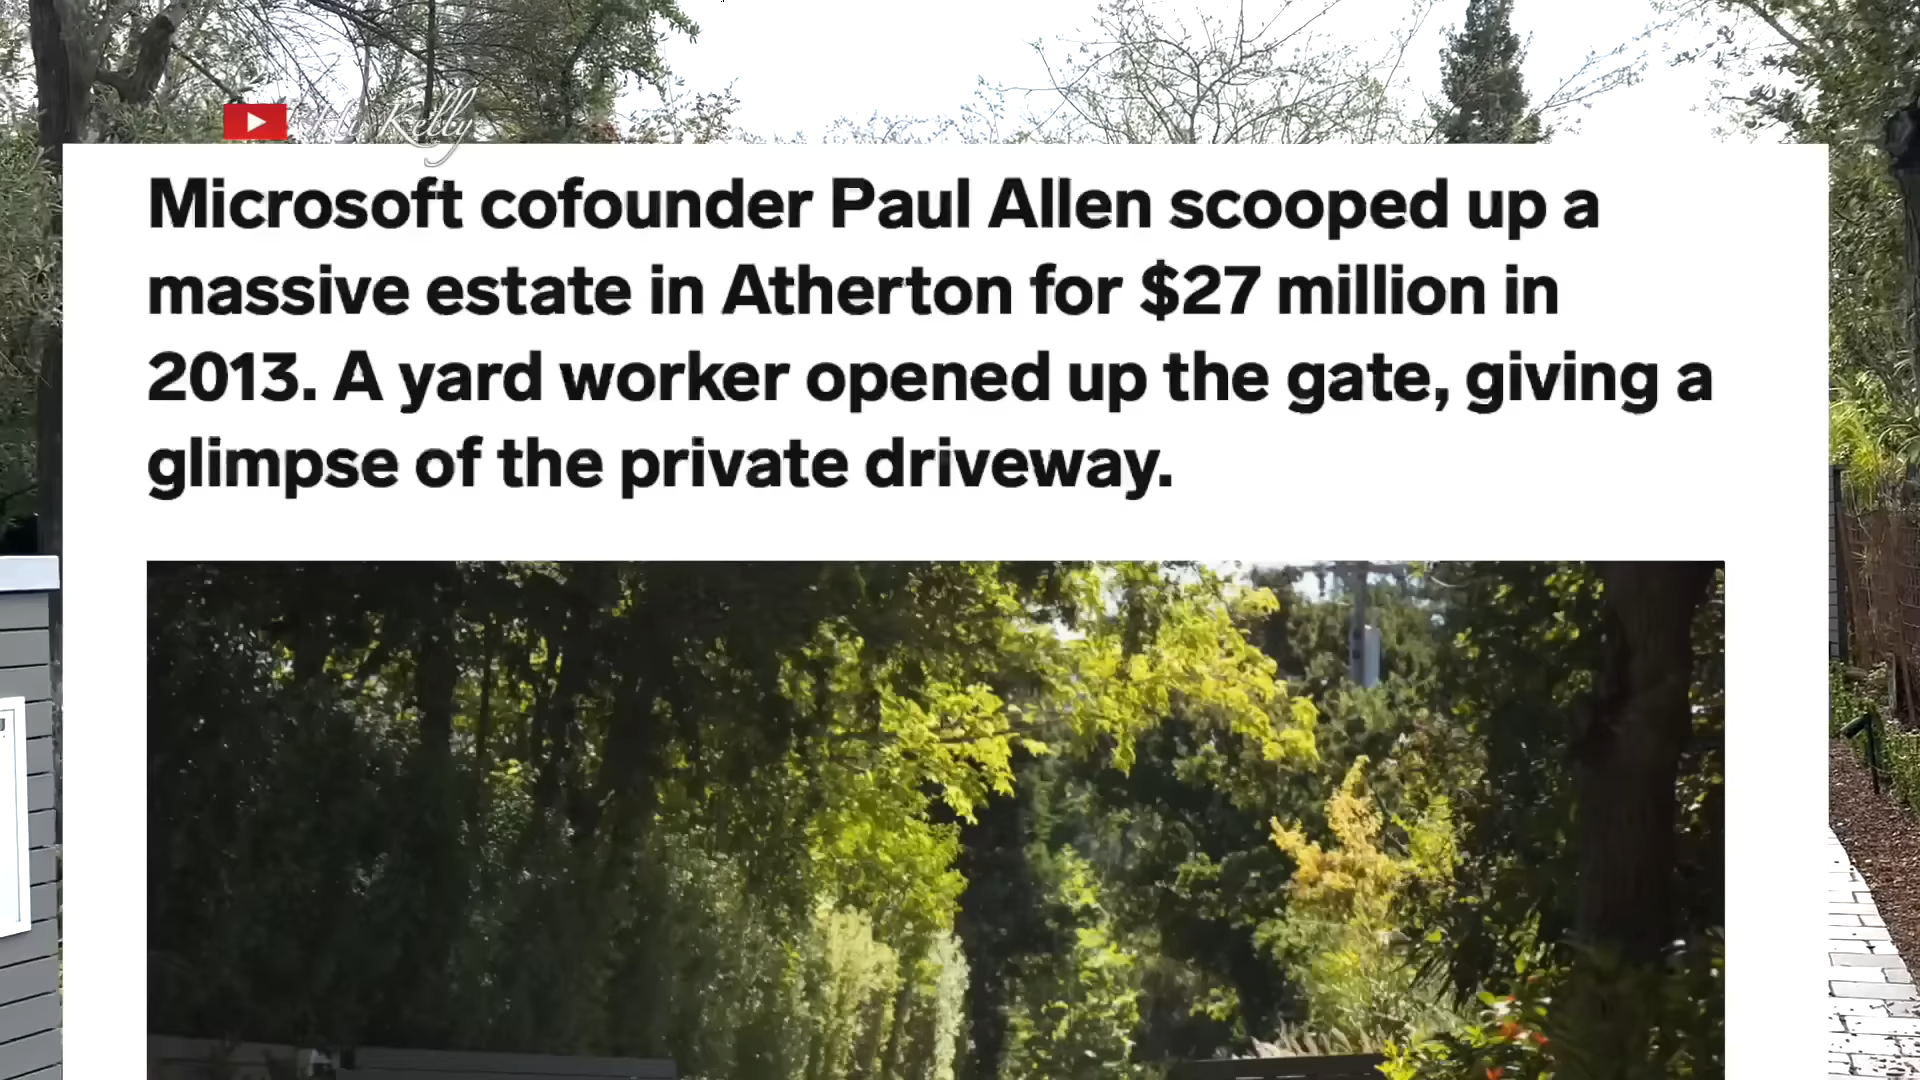 Kelly
Microsoft cofounder Paul Allen scooped up a
massive estate in Atherton for $27 million in
2013. A yard worker opened up the gate, giving a
glimpse of the private driveway.